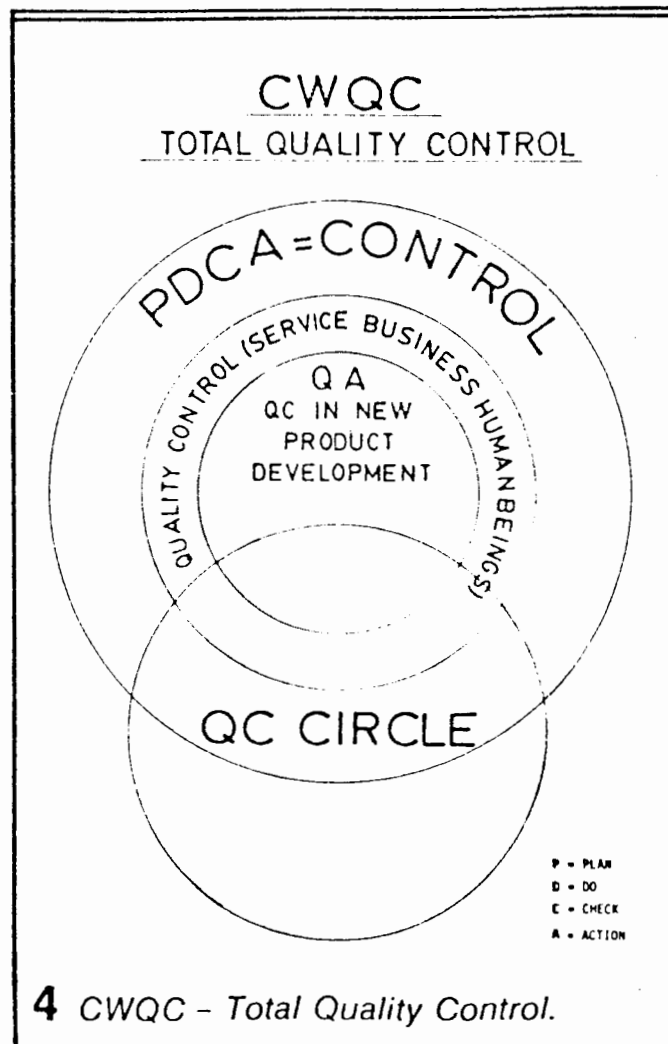 CWQC
TOTAL QUALITY CONTROL
PDCA=CONTROL
QUALITY CONTROL (SERVICE BUSINESS HUMANBEINGS)
QA
QC IN NEW
PRODUCT
DEVELOPMENT
QC CIRCLE
P = PLAN
D = DO
C = CHECK
A = ACTION
4 CWQC - Total Quality Control.